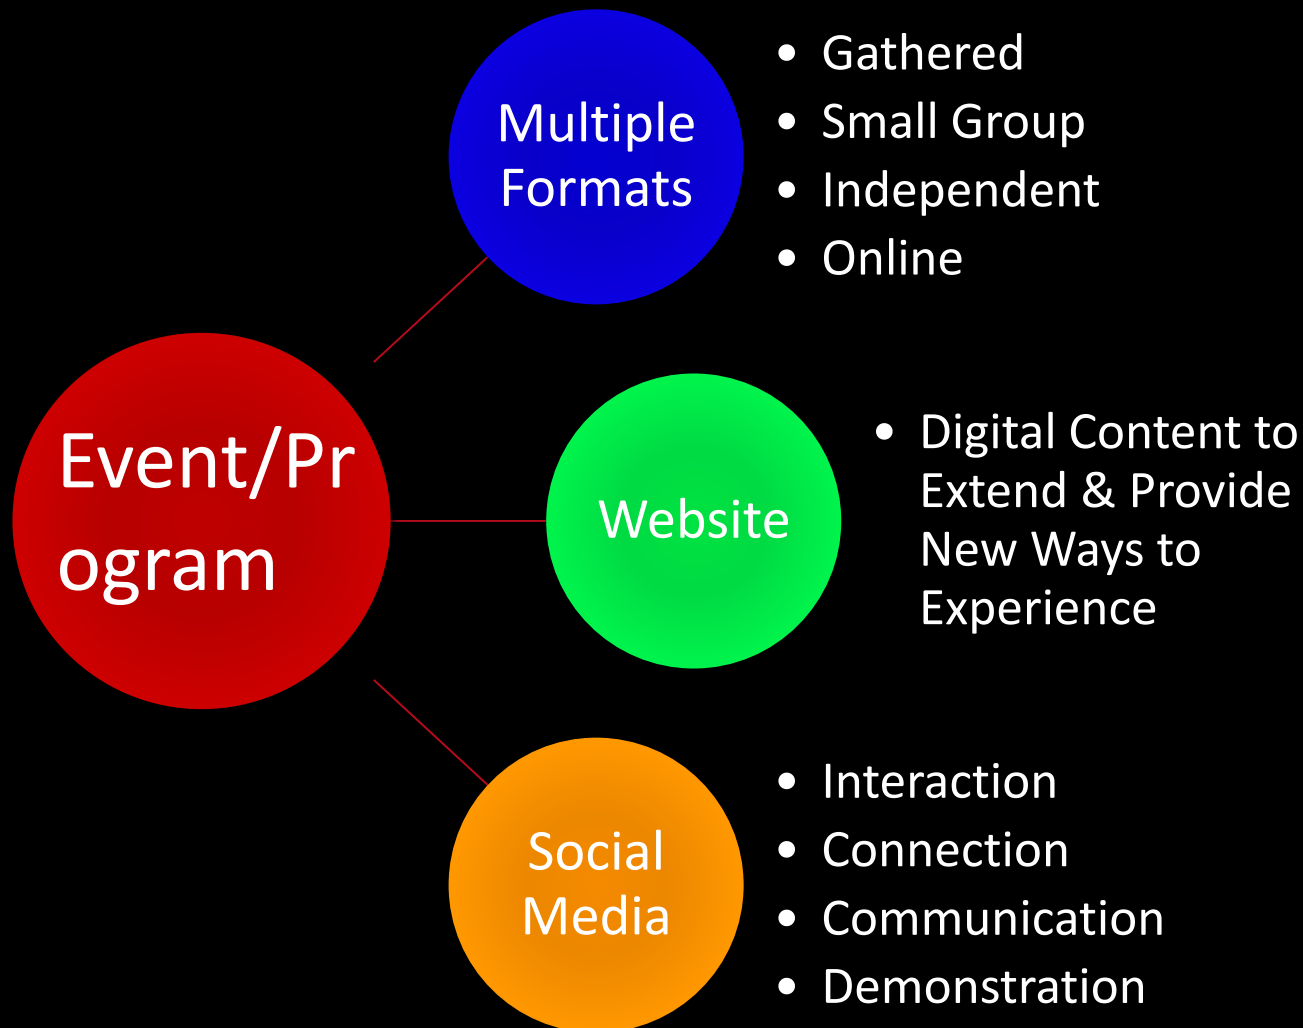 Multiple
Formats
• Gathered
• Small Group
• Independent
• Online
Event/Pr
ogram
Website
• Digital Content to
Extend & Provide
New Ways to
Experience
Social
Media
• Interaction
• Connection
• Communication
• Demonstration